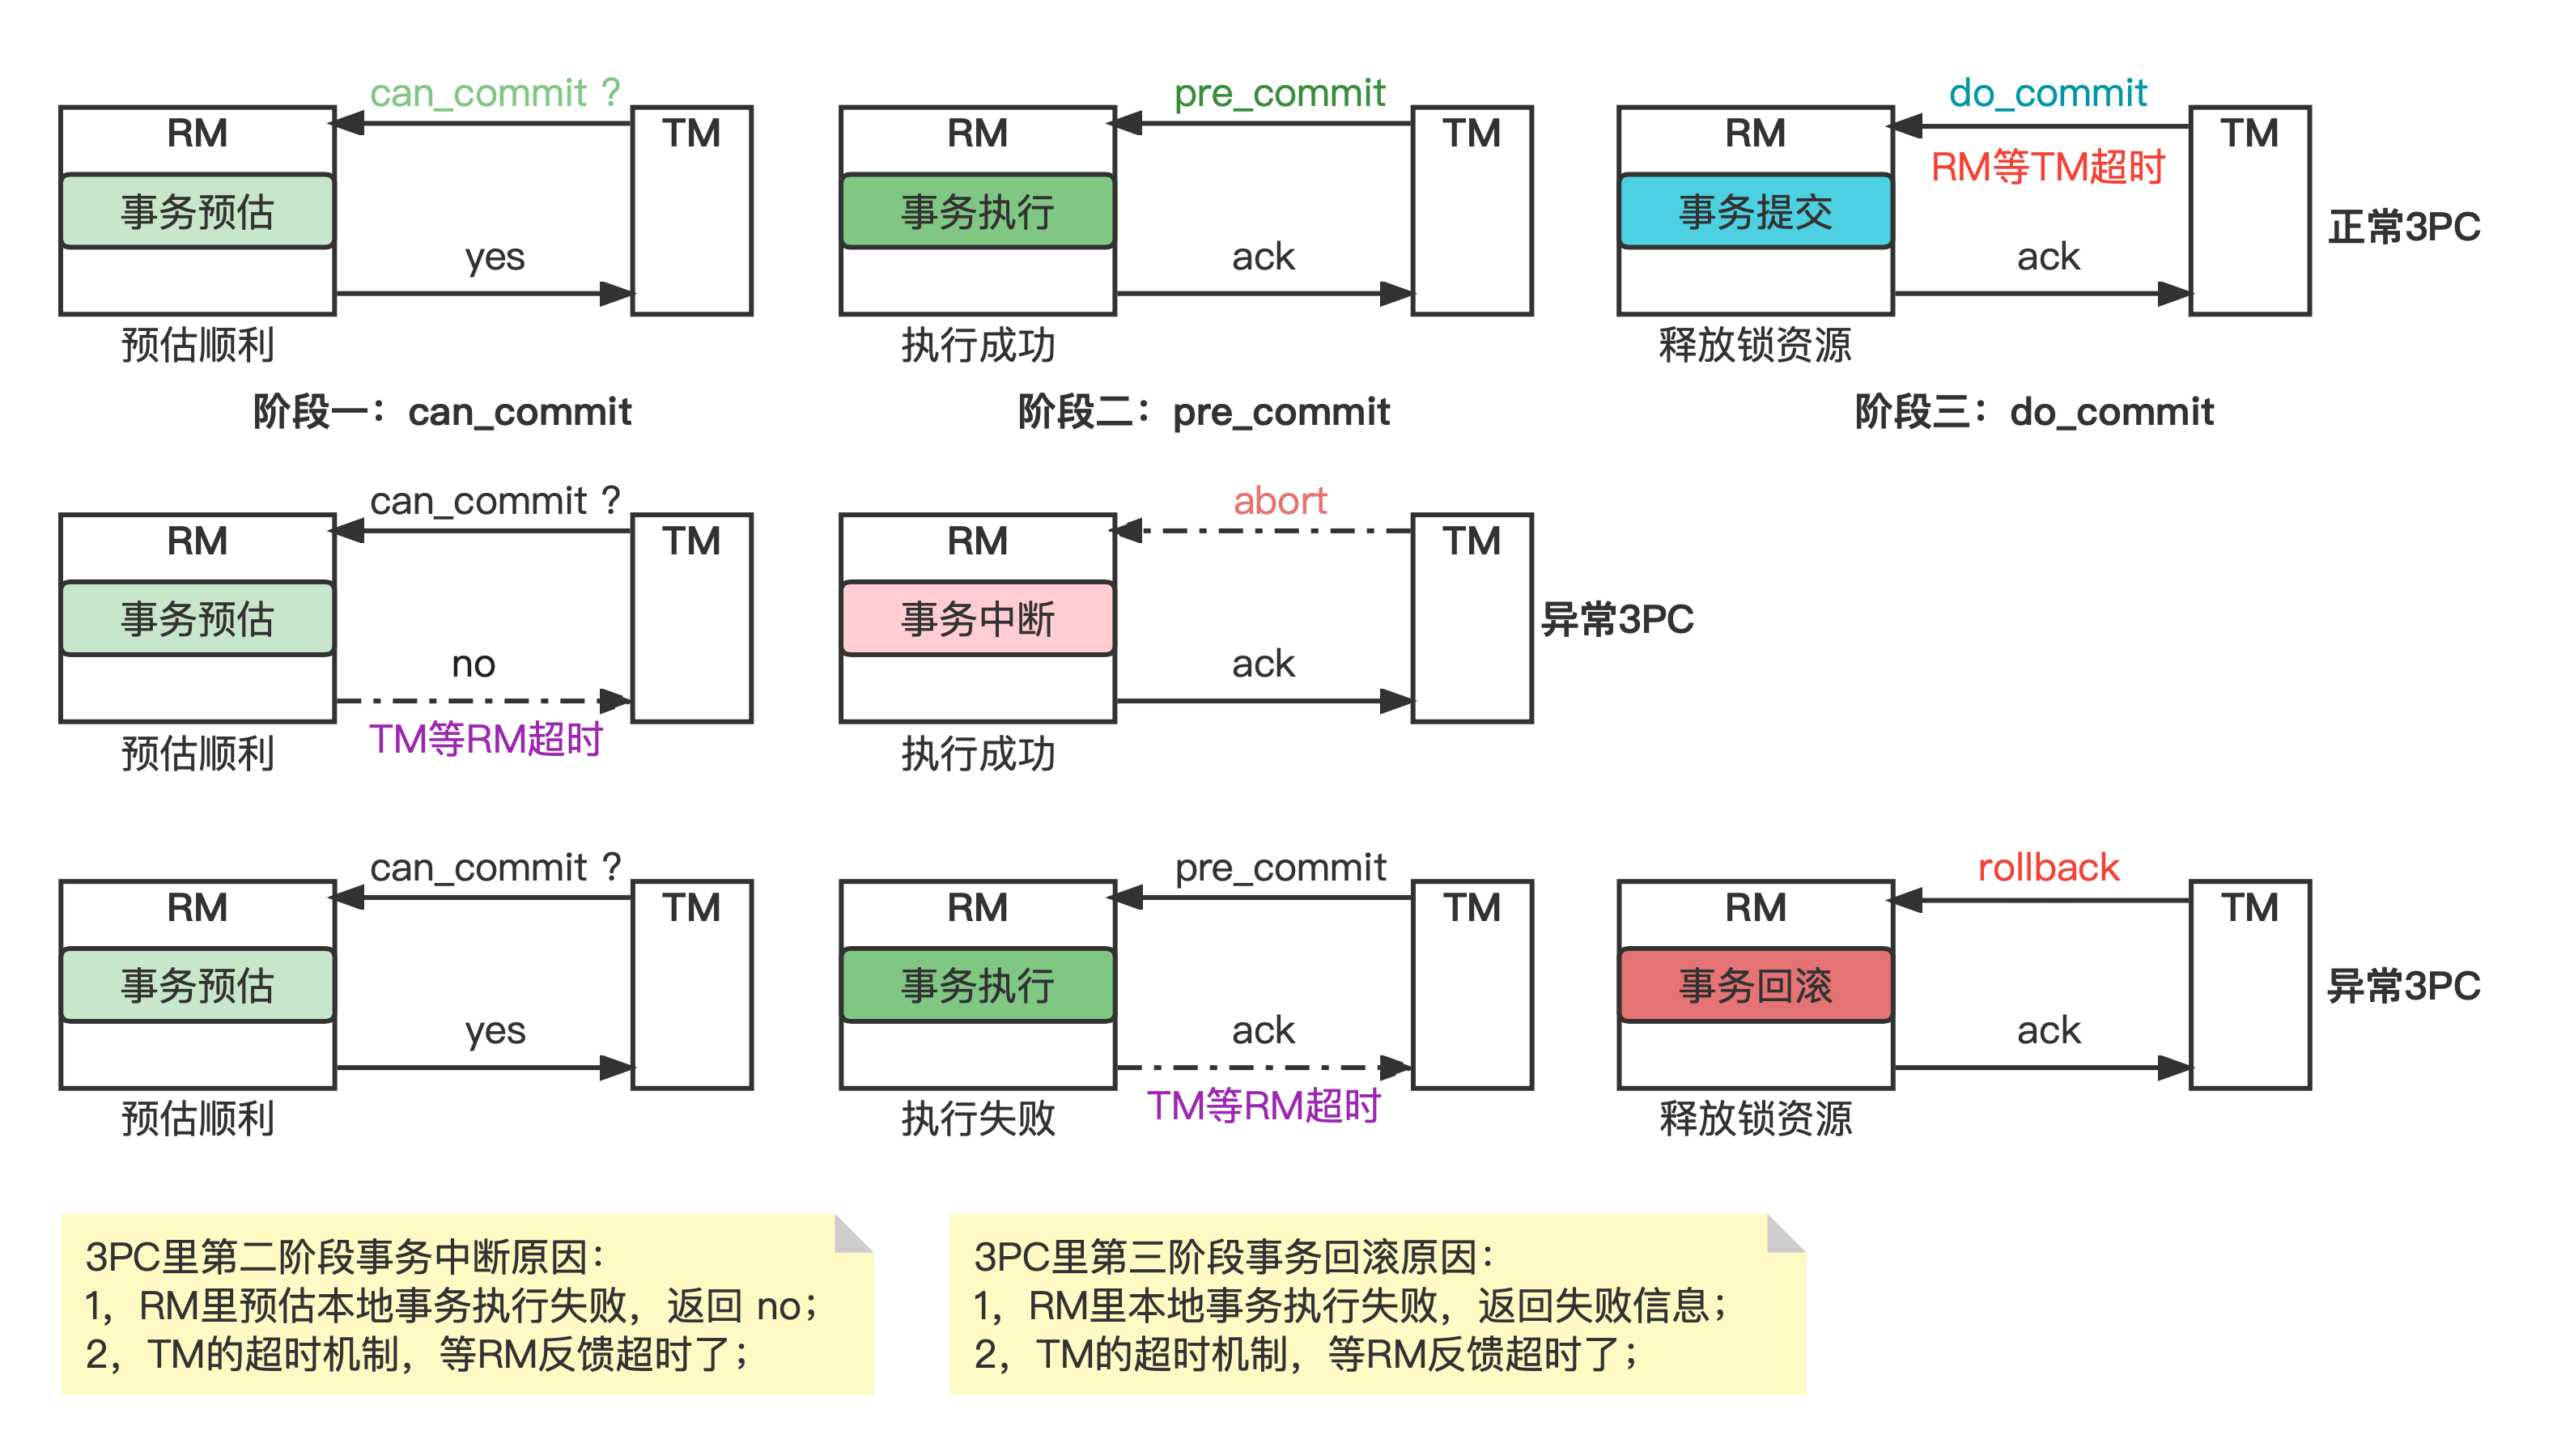 can_commit ?
RM
TM
事务预估
yes
预估顺利
pre_commit
RM
TM
事务执行
ack
执行成功
do_commit
RM
TM
RM等TM超时
事务提交
ack
释放锁资源
正常3PC
阶段一：can_commit
阶段二：pre_commit
阶段三：do_commit
can_commit ?
RM
TM
事务预估
no
TM等RM超时
预估顺利
abort
RM
TM
事务中断
ack
执行成功
异常3PC
can_commit ?
RM
TM
事务预估
yes
预估顺利
pre_commit
RM
TM
事务执行
ack
TM等RM超时
执行失败
rollback
RM
TM
事务回滚
ack
释放锁资源
异常3PC
3PC里第二阶段事务中断原因：
1，RM里预估本地事务执行失败，返回 no；
2，TM的超时机制，等RM反馈超时了；
3PC里第三阶段事务回滚原因：
1，RM里本地事务执行失败，返回失败信息；
2，TM的超时机制，等RM反馈超时了；